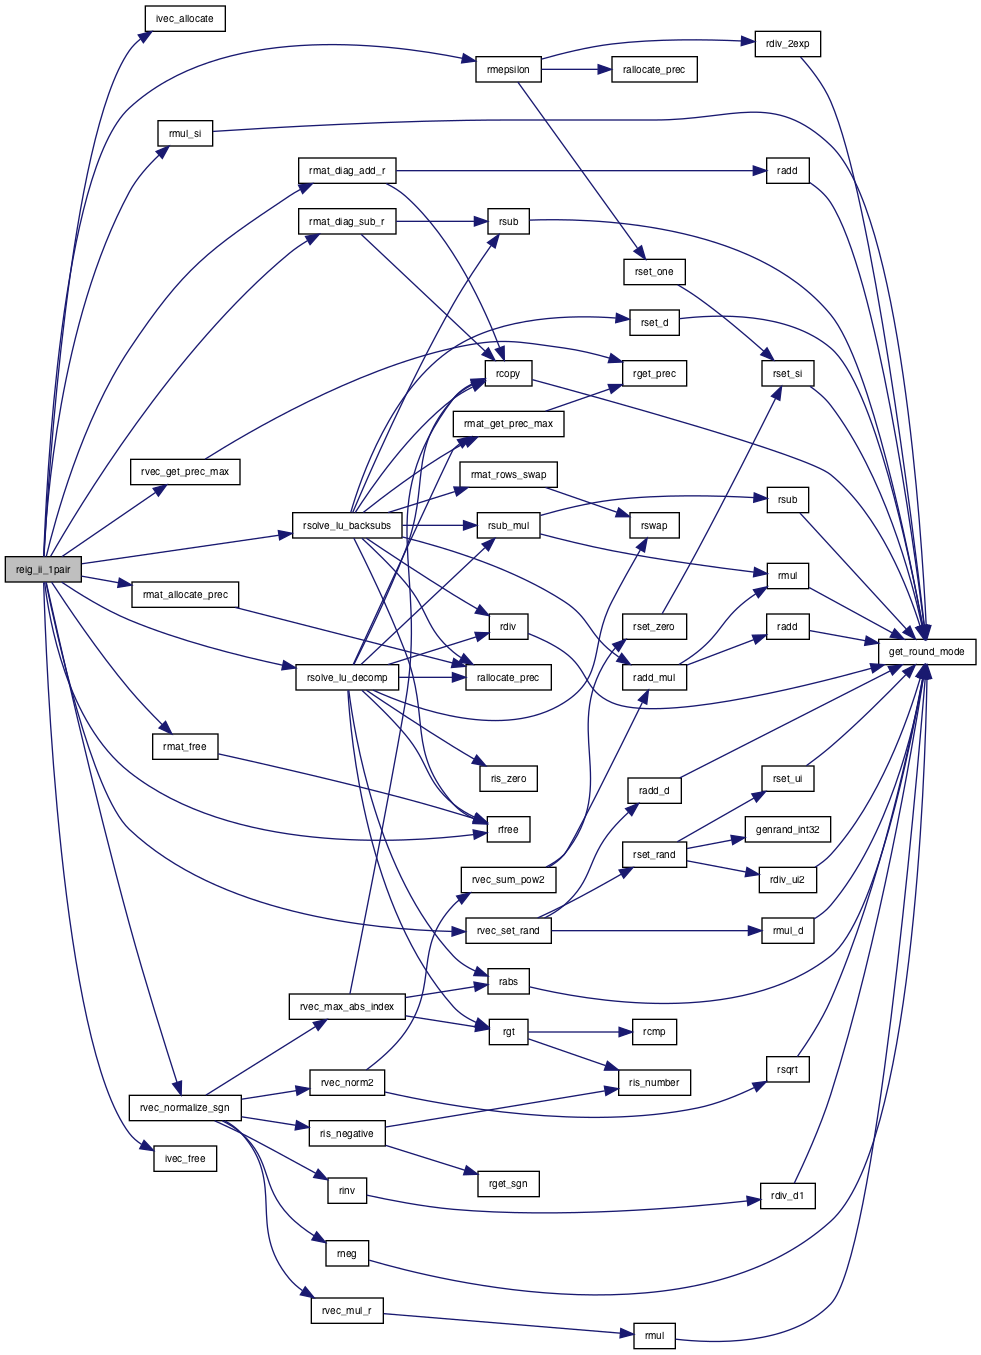 ivec_allocate
rdiv_2exp
rmepsilon
rallocate_prec
rmul_si
rmat_diag_add_r
radd
rmat_diag_sub_r
rsub
rset_one
rset_d
rcopy
rget_prec
rset_si
rmat_get_prec_max
rvec_get_prec_max
rmat_rows_swap
rsub
rsolve_lu_backsubs
rsub_mul
rswap
reig_ii_1pair
rmul
rmat_allocate_prec
rdiv
rset_zero
radd
get_round_mode
rsolve_lu_decomp
rallocate_prec
radd_mul
rmat_free
ris_zero
rset_ui
radd_d
rfree
genrand_int32
rset_rand
rvec_sum_pow2
rdiv_ui2
rvec_set_rand
rmul_d
rabs
rvec_max_abs_index
rgt
rcmp
rsqrt
rvec_norm2
ris_number
rvec_normalize_sgn
ris_negative
ivec_free
rget_sgn
rinv
rdiv_d1
rneg
rvec_mul_r
rmul